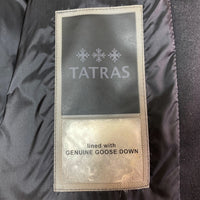 TATRAS
lined with
GENUINE GOOSE DOWN